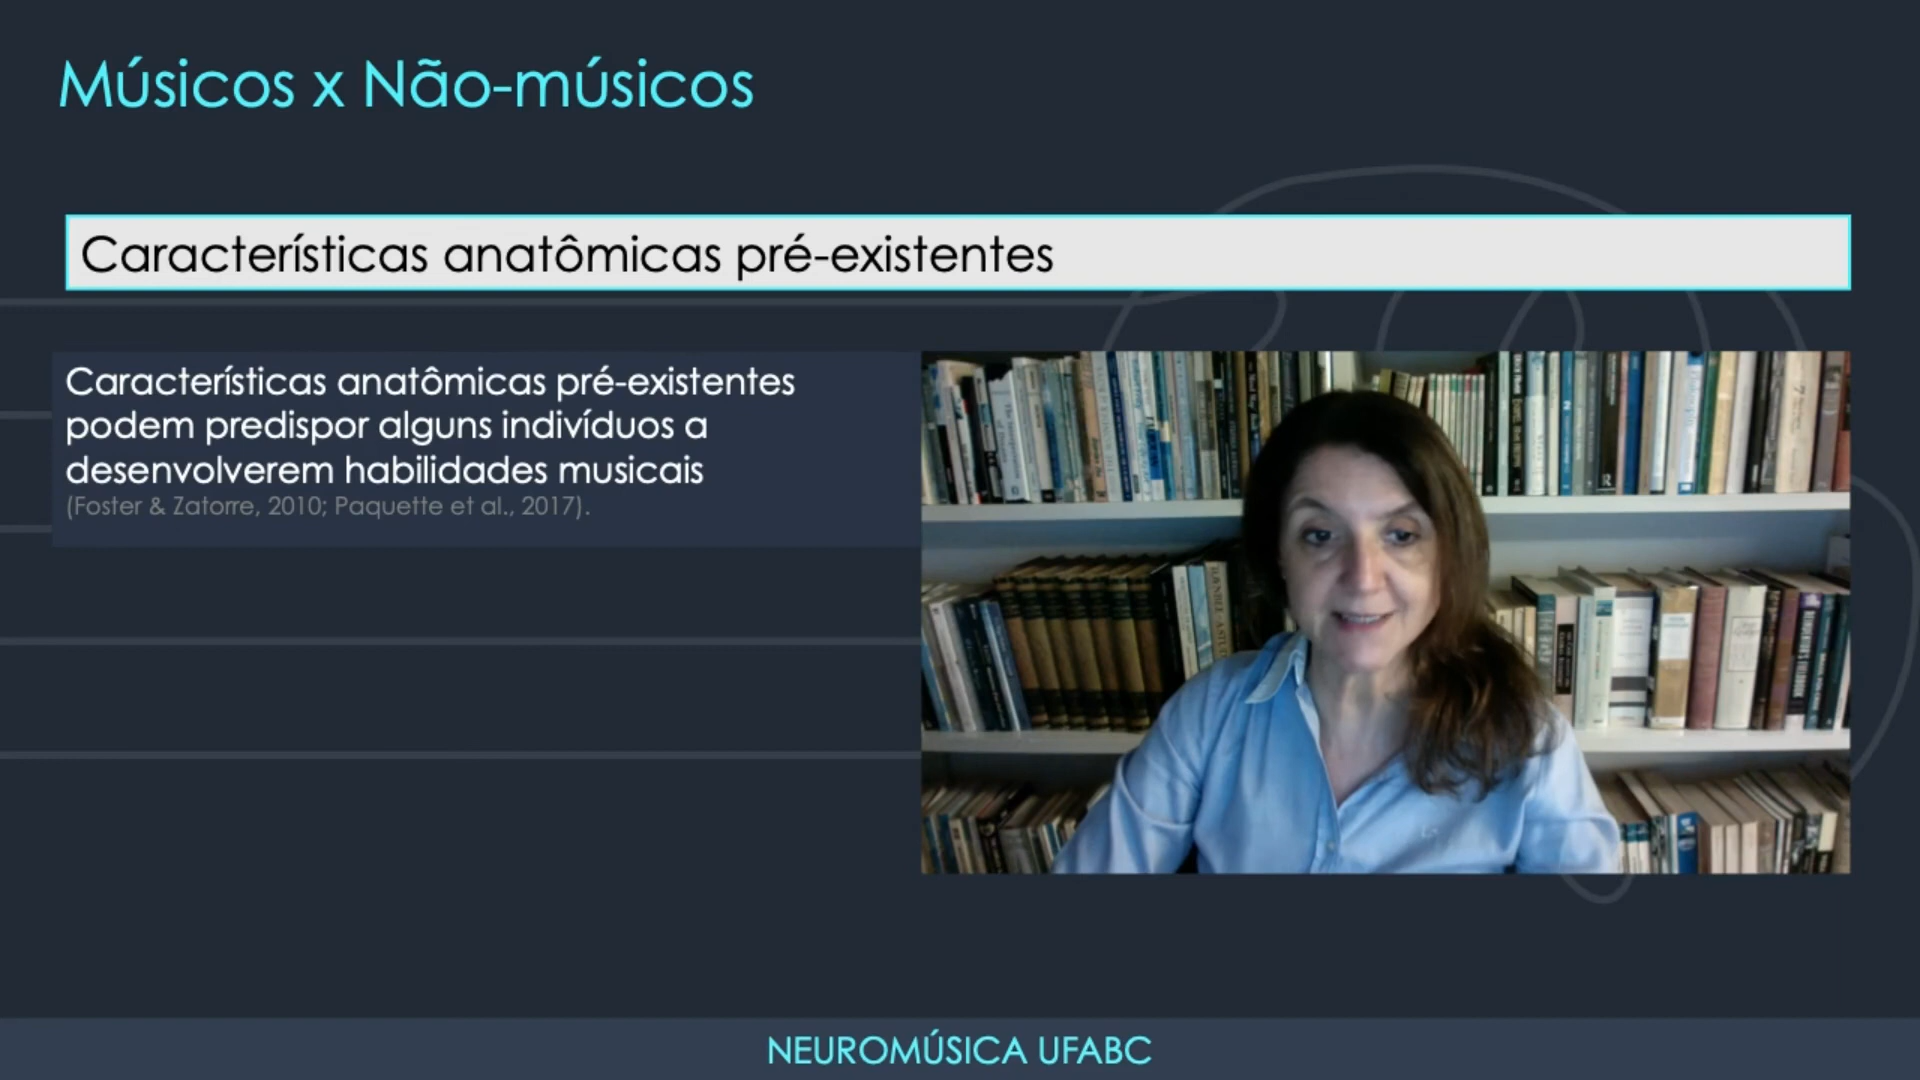 Músicos x Não-músicos
Características anatômicas pré-existentes
Características anatômicas pré-existentes
podem predispor alguns indivíduos a
desenvolverem habilidades musicais
(Foster & Zatorre, 2010; Paquette et al., 2017).
NEUROMÚSICA UFABC